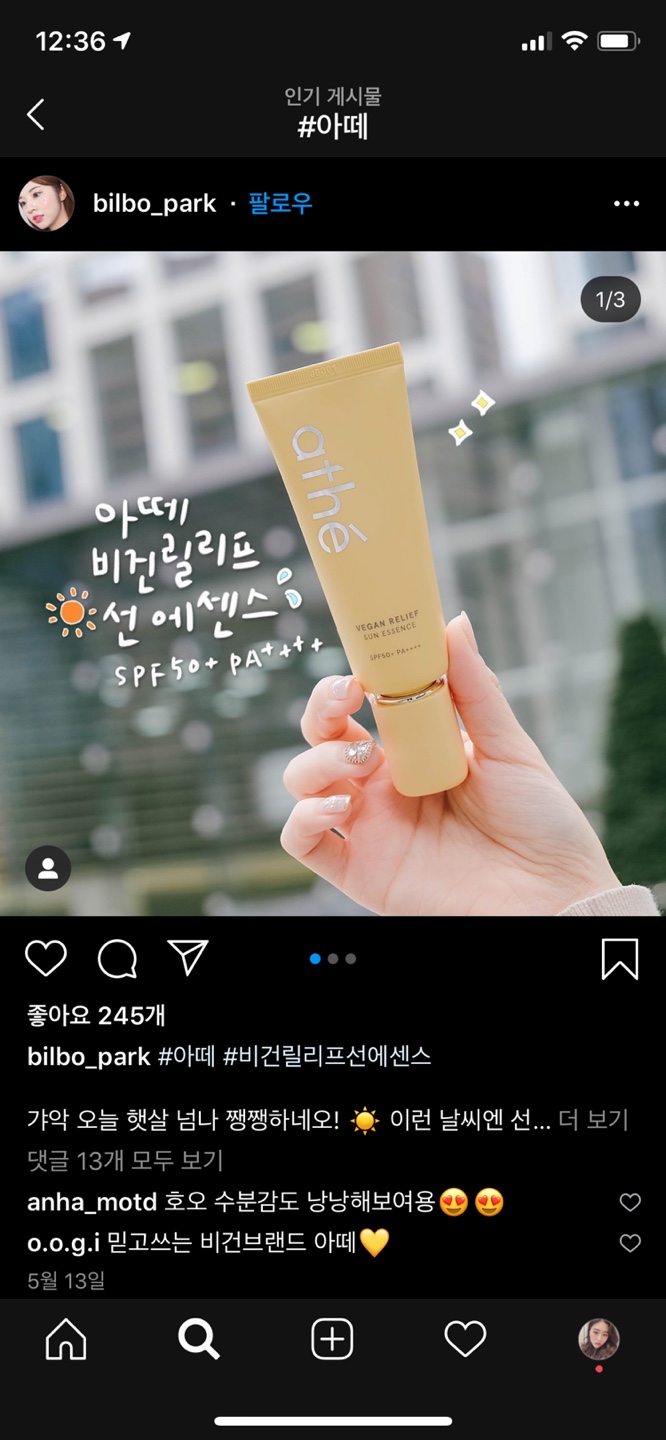 12:36
인기 게시물
#아떼
bilbo_park · 팔로우
1/3
athé
VEGAN RELIEF
SUN ESSENCE
SPF50+ PA++++
아떼
비건릴리프
선 에센스
SPF50+ PA++++
좋아요 245개
bilbo_park #아떼 #비건릴리프선에센스
갸악 오늘 햇살 넘나 쨍쨍하네오! ☀️ 이런 날씨엔 선... 더 보기
댓글 13개 모두 보기
anha_motd 호오 수분감도 낭낭해보여용😍😍
o.o.g.i 믿고쓰는 비건브랜드 아떼💛
5월 13일